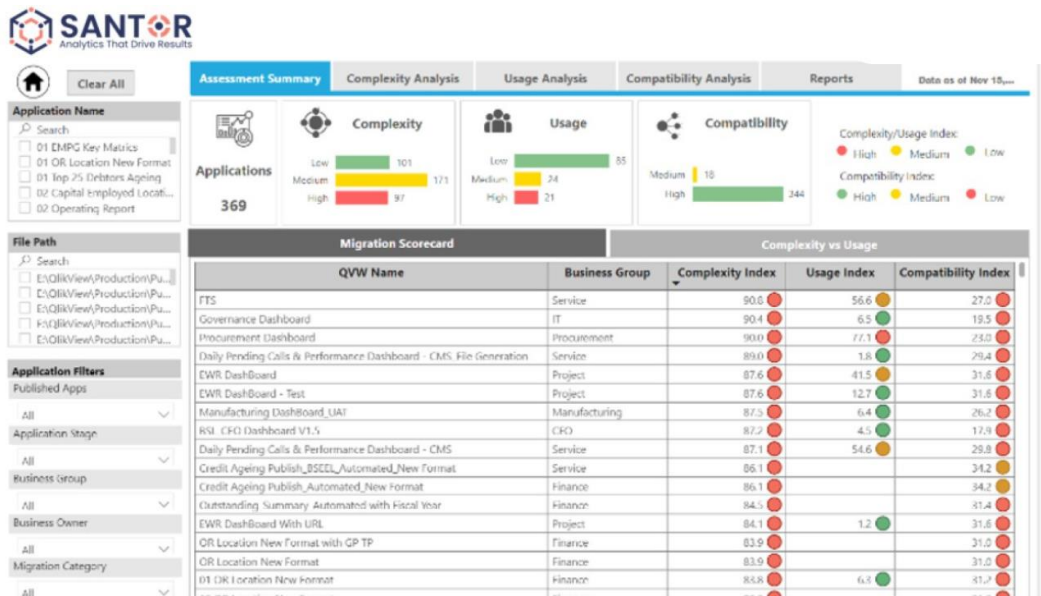 SANTOR
Analytics That Drive Results
Clear All
Assessment Summary
Complexity Analysis
Usage Analysis
Compatibility Analysis
Reports
Data as of Nov 15,...
Application Name
Search
01 EMPG Key Matrics
01 OR Location New Format
01 Top 25 Debtors Ageing
02 Capital Employed Locati...
02 Operating Report
File Path
Search
E:\QlikView\Production\Pu...
E:\QlikView\Production\Pu...
E:\QlikView\Production\Pu...
E:\QlikView\Production\Pu...
E:\QlikView\Production\Pu...
Application Filters
Published Apps
All
Application Stage
All
Business Group
All
Business Owner
All
Migration Category
All
Applications
369
Complexity
Low 101
Medium 171
High 97
Usage
Low 85
Medium 24
High 21
Compatibility
Medium 18
High 344
Complexity/Usage Index:
High Medium Low
Compatibility Index:
High Medium Low
Migration Scorecard
Complexity vs Usage
QVW Name Business Group Complexity Index Usage Index Compatibility Index
FTS Service 90.8 56.6 27.0
Governance Dashboard IT 90.4 6.5 19.5
Procurement Dashboard Procurement 90.0 77.1 23.0
Daily Pending Calls & Performance Dashboard - CMS_File Generation Service 89.0 1.8 29.4
EWR DashBoard Project 87.6 41.5 31.6
EWR DashBoard - Test Project 87.6 12.7 31.6
Manufacturing DashBoard_UAT Manufacturing 87.5 6.4 26.2
BSL CFO Dashboard V1.5 CFO 87.2 4.5 17.9
Daily Pending Calls & Performance Dashboard - CMS Service 87.1 54.6 29.8
Credit Ageing Publish_BSEEL_Automated_New Format Service 86.1 34.2
Credit Ageing Publish_Automated_New Format Finance 86.1 34.2
Outstanding_Summary_Automated with Fiscal Year Finance 84.5 31.4
EWR DashBoard With URL Project 84.1 1.2 31.6
OR Location New Format with GP TP Finance 83.9 31.0
OR Location New Format Finance 83.9 31.0
01 OR Location New Format Finance 83.8 6.3 31.2